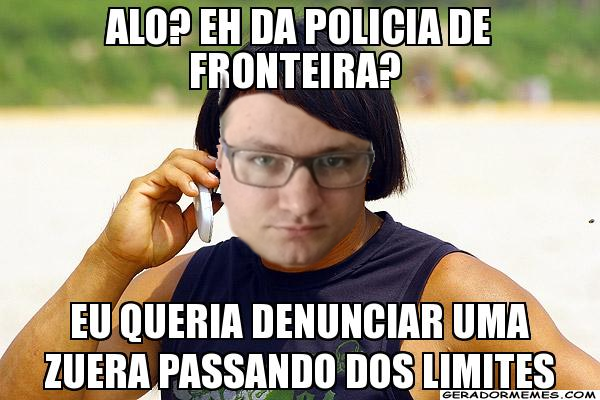 ALO? EH DA POLICIA DE
FRONTEIRA?
EU QUERIA DENUNCIAR UMA
ZUERA PASSANDO DOS LIMITES
GERADORMEMES.COM